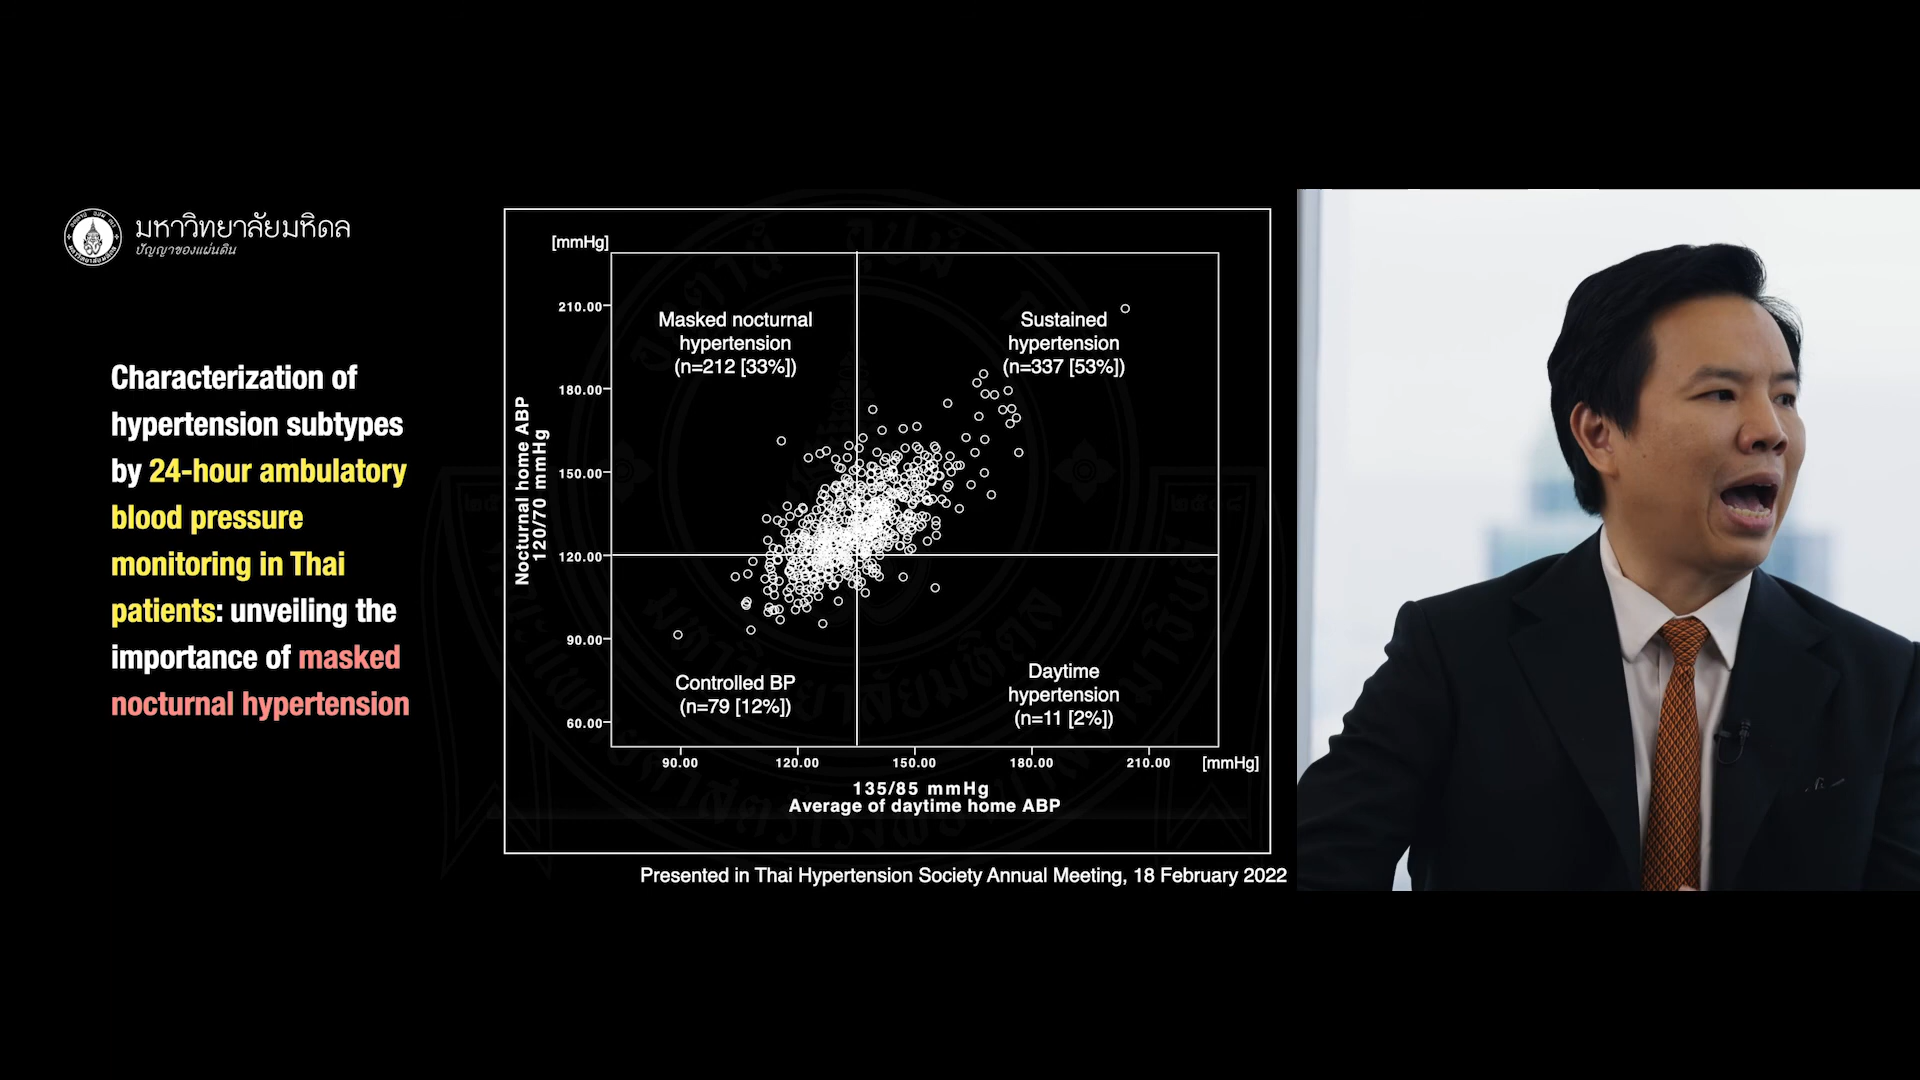 มหาวิทยาลัยมหิดล
ปัญญาของแผ่นดิน
Characterization of
hypertension subtypes
by 24-hour ambulatory
blood pressure
monitoring in Thai
patients: unveiling the
importance of masked
nocturnal hypertension
[mmHg]
210.00
180.00
150.00
120.00
90.00
60.00
Nocturnal home ABP
120/70 mmHg
Masked nocturnal
hypertension
(n=212 [33%])
Sustained
hypertension
(n=337 [53%])
Controlled BP
(n=79 [12%])
Daytime
hypertension
(n=11 [2%])
90.00 120.00 150.00 180.00 210.00 [mmHg]
135/85 mmHg
Average of daytime home ABP
Presented in Thai Hypertension Society Annual Meeting, 18 February 2022